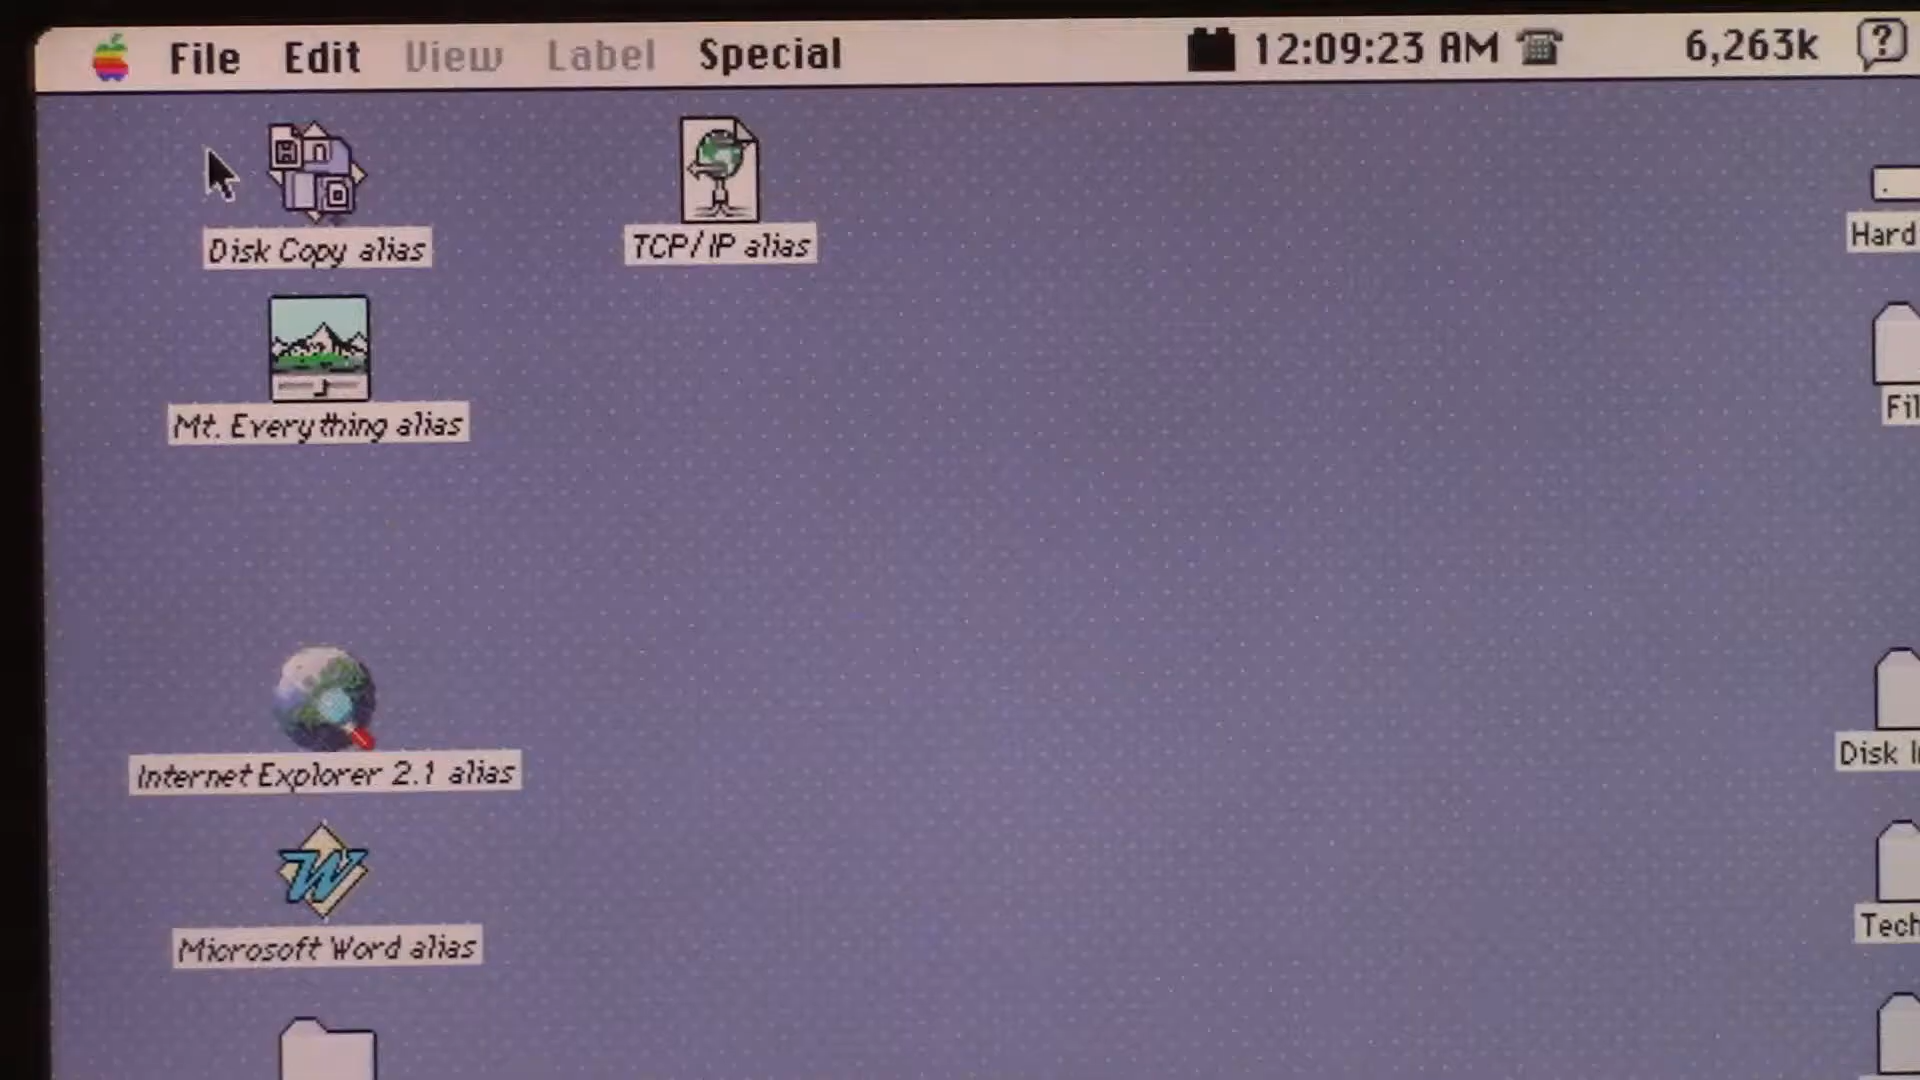 File Edit View Label Special 12:09:23 AM 6,263k ?
Disk Copy alias
TCP/IP alias
Hard
Mt. Everything alias
Fil
Internet Explorer 2.1 alias
Disk I
Microsoft Word alias
Tech